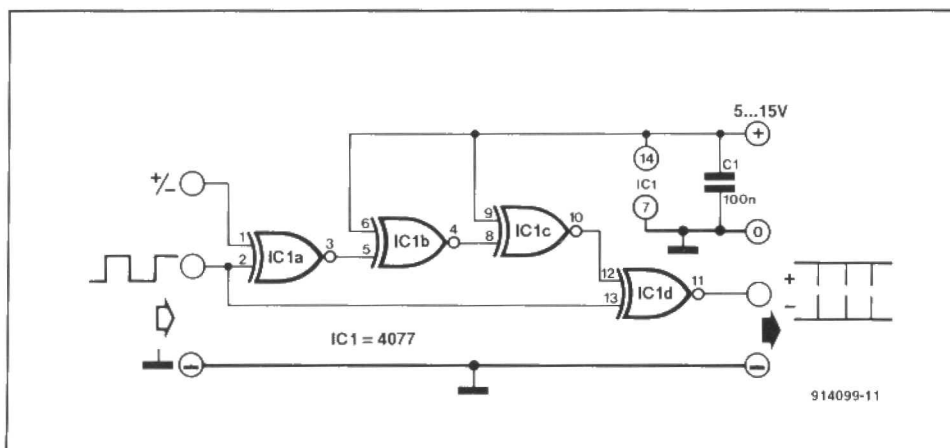 5...15V
+
14
C1
+/−
IC1
100n
9
10
6
IC1c
8
1
IC1b
4
7
0
3
5
IC1a
2
12
11
+
IC1d
13
−
IC1 = 4077
914099-11